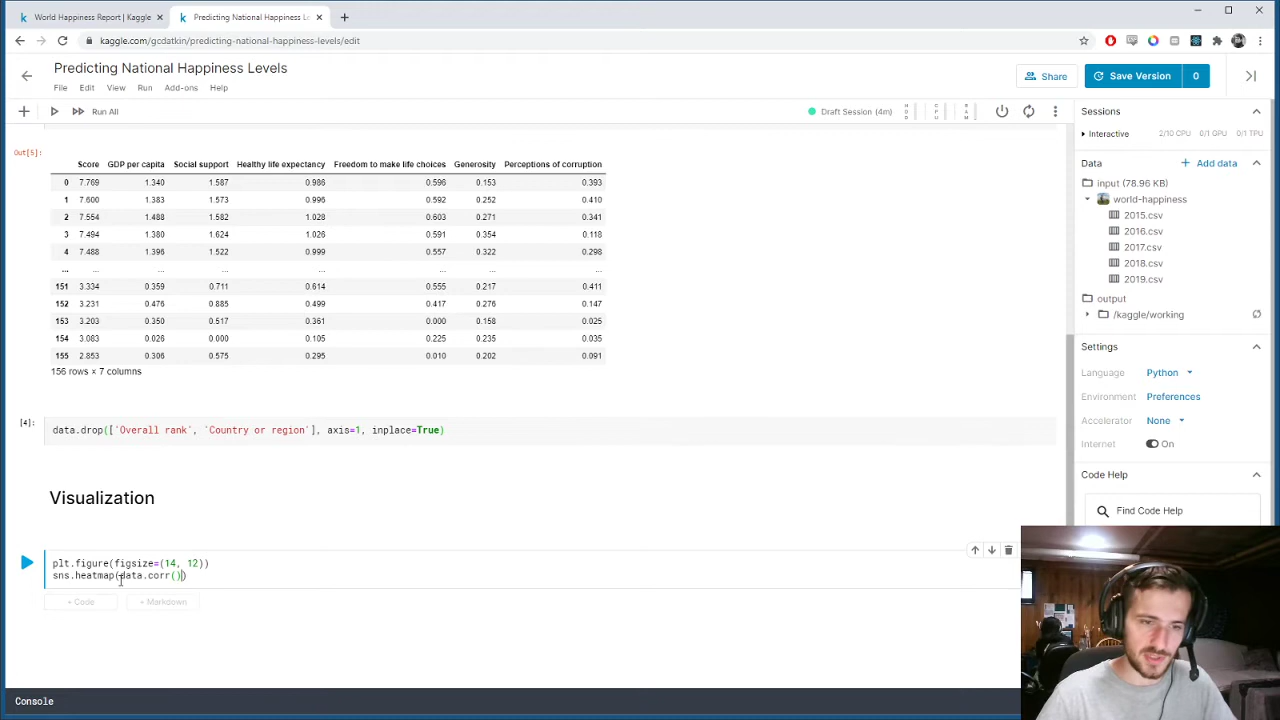 World Happiness Report | Kaggle
Predicting National Happiness Le
kaggle.com/gcdatkin/predicting-national-happiness-levels/edit
Predicting National Happiness Levels
File Edit View Run Add-ons Help
Share
Save Version 0
Run All
Draft Session (4m)
HDD
CPU
RAM
Out[5]:
Score GDP per capita Social support Healthy life expectancy Freedom to make life choices Generosity Perceptions of corruption
0 7.769 1.340 1.587 0.986 0.596 0.153 0.393
1 7.600 1.383 1.573 0.996 0.592 0.252 0.410
2 7.554 1.488 1.582 1.028 0.603 0.271 0.341
3 7.494 1.380 1.624 1.026 0.591 0.354 0.118
4 7.488 1.396 1.522 0.999 0.557 0.322 0.298
... ... ... ... ... ... ... ...
151 3.334 0.359 0.711 0.614 0.555 0.217 0.411
152 3.231 0.476 0.885 0.499 0.417 0.276 0.147
153 3.203 0.350 0.517 0.361 0.000 0.158 0.025
154 3.083 0.026 0.000 0.105 0.225 0.235 0.035
155 2.853 0.306 0.575 0.295 0.010 0.202 0.091
156 rows × 7 columns
[4]:
data.drop(['Overall rank', 'Country or region'], axis=1, inplace=True)
Visualization
plt.figure(figsize=(14, 12))
sns.heatmap(data.corr())
+ Code + Markdown
Console
Sessions
Interactive 2/10 CPU 0/1 GPU 0/1 TPU
Data + Add data
input (78.96 KB)
world-happiness
2015.csv
2016.csv
2017.csv
2018.csv
2019.csv
output
/kaggle/working
Settings
Language Python
Environment Preferences
Accelerator None
Internet On
Code Help
Find Code Help